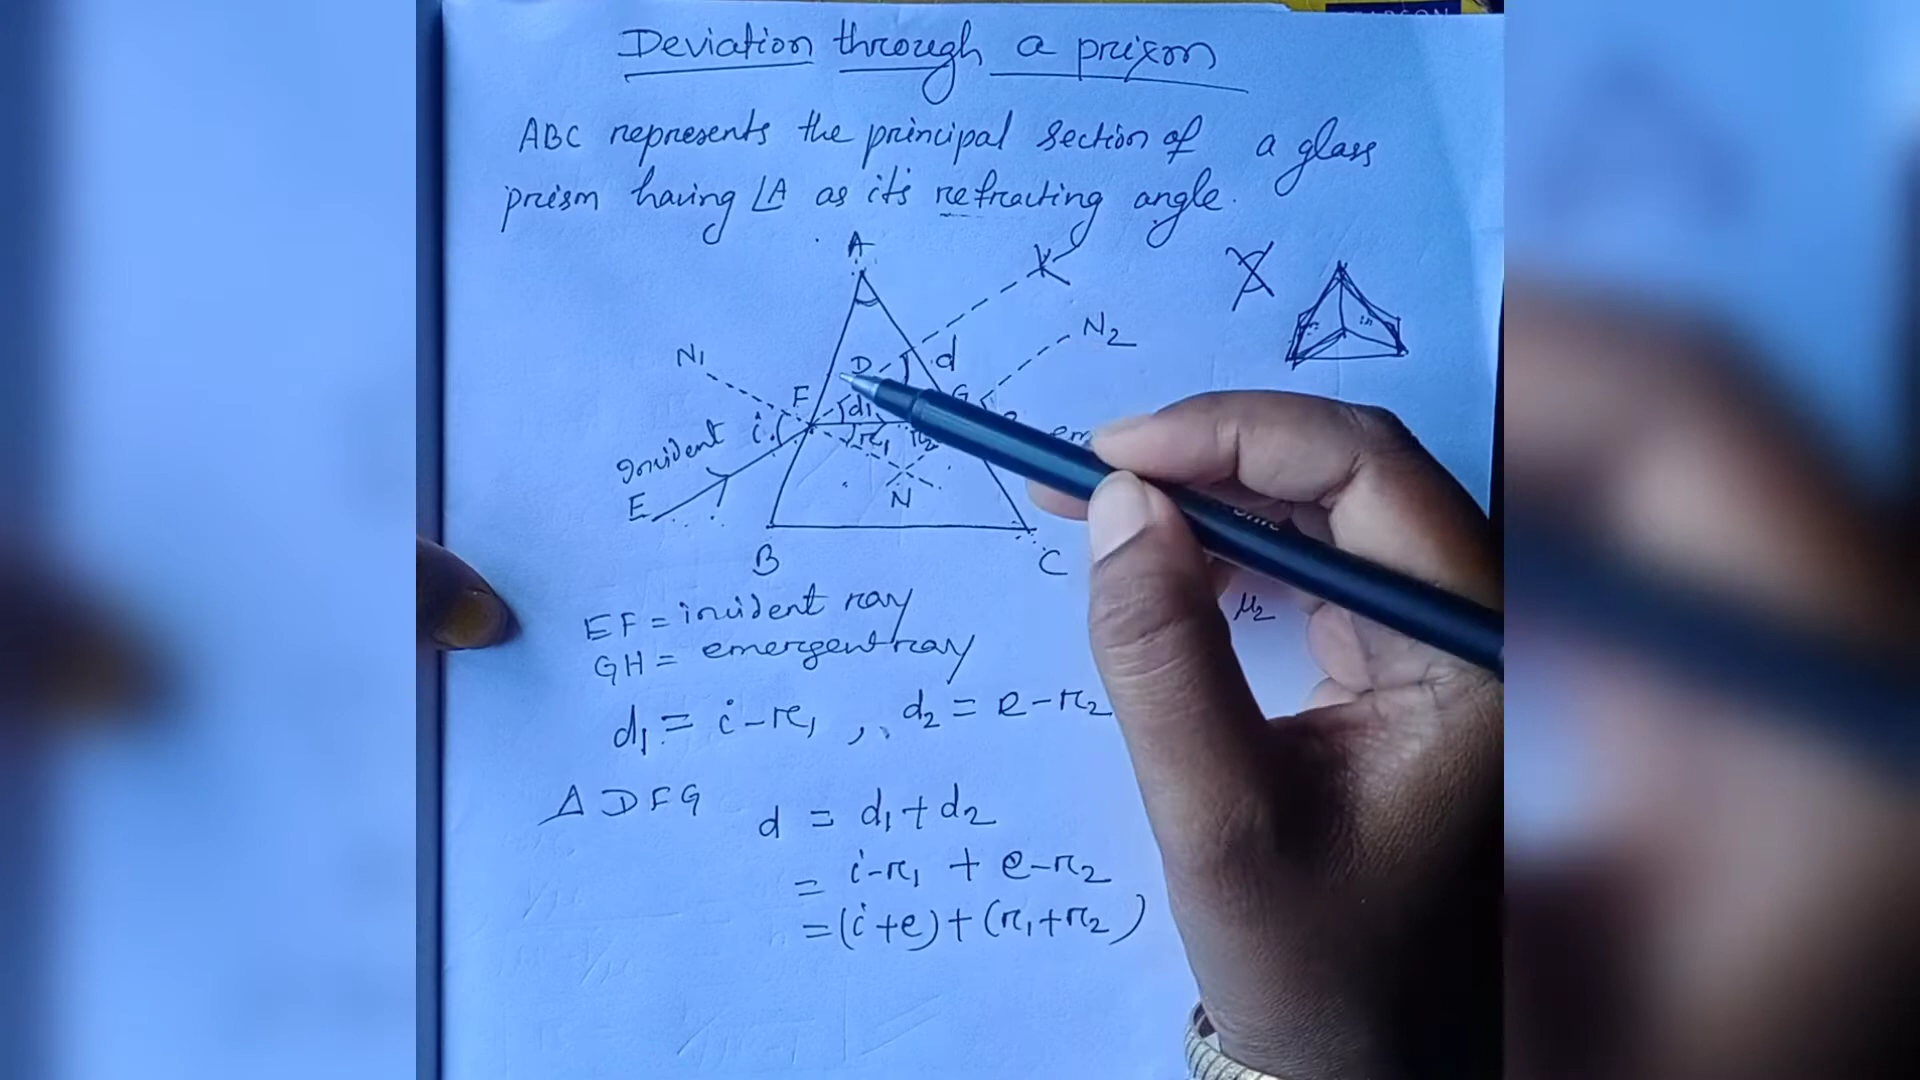 PEARSON
Deviation through a prism
ABC represents the principal section of a glass
prism having ∠A as its refracting angle.
A
K
N2
N1
D
d
F
G
d1
i
r1
r2
Incident
em
E
N
B
C
μ2
EF = incident ray
GH = emergent ray
d1 = i-r1 , d2 = e-r2
Δ DFG d = d1+d2
= i-r1 + e-r2
= (i+e)+(r1+r2)